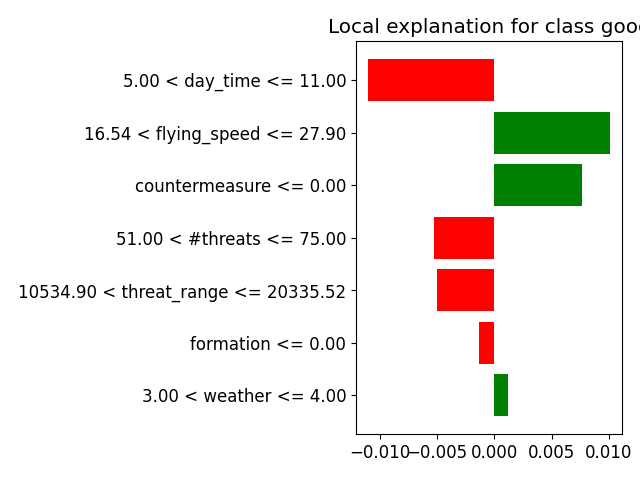 Local explanation for class good
5.00 < day_time <= 11.00
16.54 < flying_speed <= 27.90
countermeasure <= 0.00
51.00 < #threats <= 75.00
10534.90 < threat_range <= 20335.52
formation <= 0.00
3.00 < weather <= 4.00
−0.010 −0.005 0.000 0.005 0.010